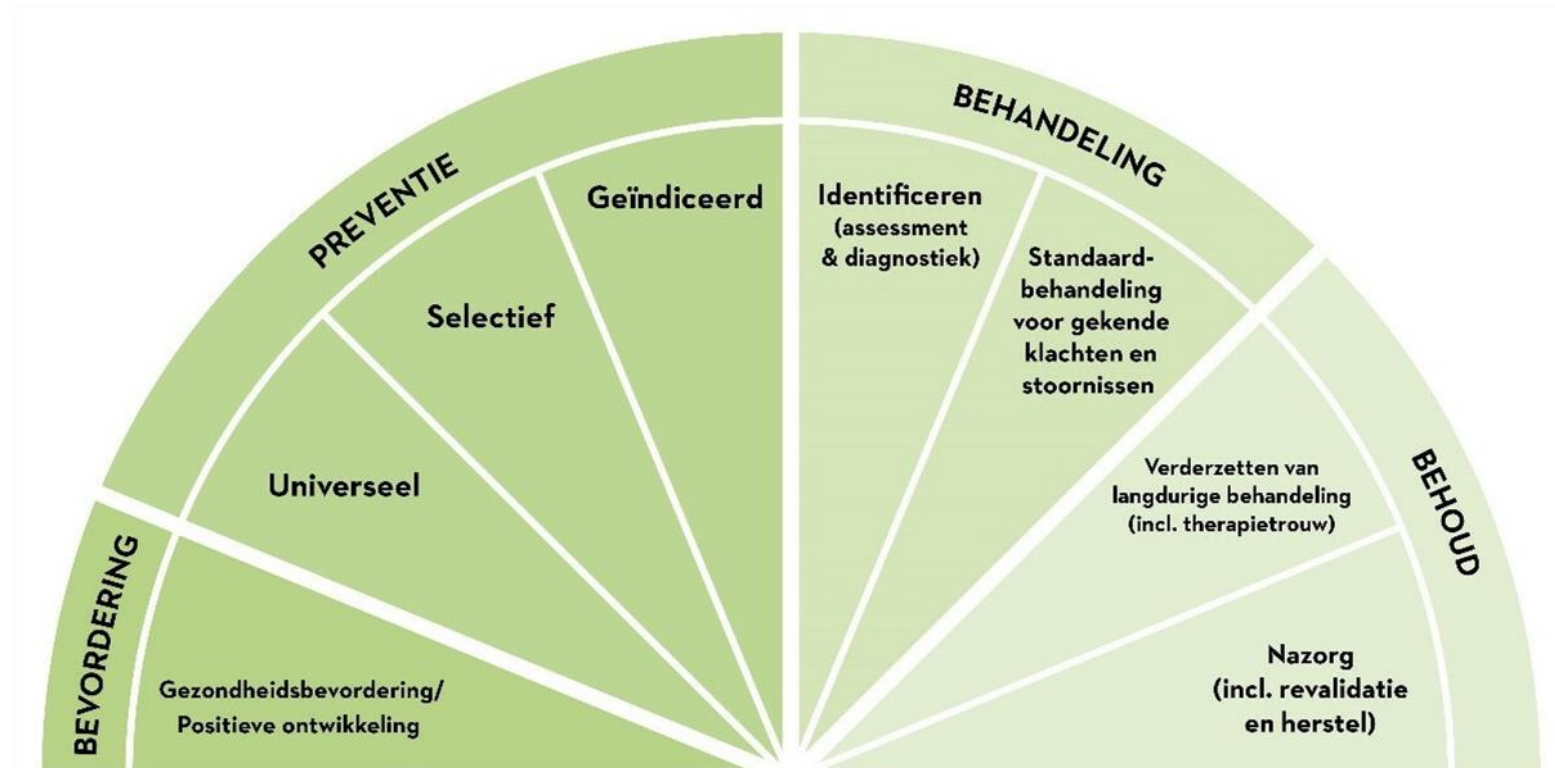 BEVORDERING
Gezondheidsbevordering/
Positieve ontwikkeling
PREVENTIE
Universeel
Selectief
Geïndiceerd
BEHANDELING
Identificeren
(assessment
& diagnostiek)
Standaard-
behandeling
voor gekende
klachten en
stoornissen
BEHOUD
Verderzetten van
langdurige behandeling
(incl. therapietrouw)
Nazorg
(incl. revalidatie
en herstel)